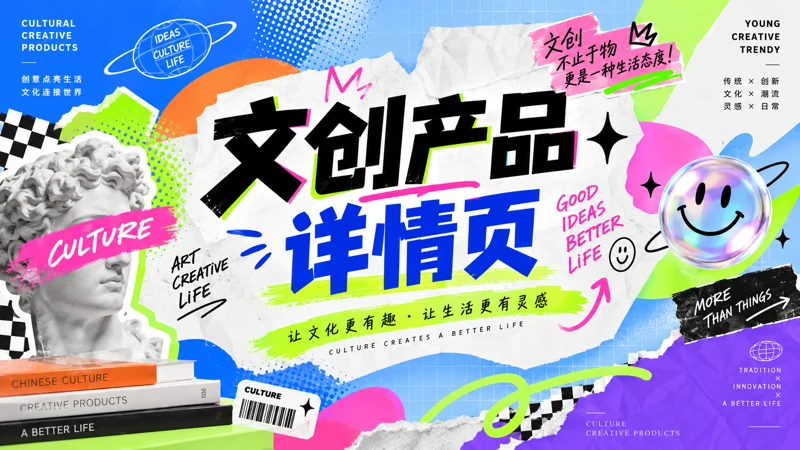 CULTURAL
CREATIVE
PRODUCTS
创意点亮生活
文化连接世界
IDEAS
CULTURE
LIFE
文创
不止于物
更是一种生活态度!
YOUNG
CREATIVE
TRENDY
传统 × 创新
文化 × 潮流
灵感 × 日常
文创产品
详情页
CULTURE
ART
CREATIVE
LiFE
GOOD
IDEAS
BETTER
LiFE
让文化更有趣·让生活更有灵感
CULTURE CREATES A BETTER LIFE
MORE
THAN THINGS
CHINESE CULTURE
CREATIVE PRODUCTS
A BETTER LIFE
CULTURE
TRADITION
×
INNOVATION
×
A BETTER LIFE
CULTURE
CREATIVE PRODUCTS